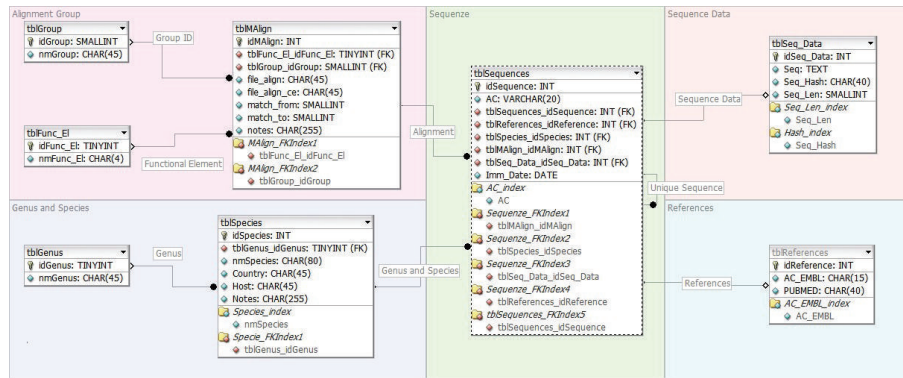 Alignment Group
tblGroup
idGroup: SMALLINT
nmGroup: CHAR(45)
Group ID
tblFunc_El
idFunc_El: TINYINT
nmFunc_El: CHAR(4)
Functional Element
tblMAlign
idMAlign: INT
tblFunc_El_idFunc_El: TINYINT (FK)
tblGroup_idGroup: SMALLINT (FK)
file_align: CHAR(45)
file_align_ce: CHAR(45)
match_from: SMALLINT
match_to: SMALLINT
notes: CHAR(255)
MAlign_FKIndex1
tblFunc_El_idFunc_El
MAlign_FKIndex2
tblGroup_idGroup
Genus and Species
tblGenus
idGenus: TINYINT
nmGenus: CHAR(45)
Genus
tblSpecies
idSpecies: INT
tblGenus_idGenus: TINYINT (FK)
nmSpecies: CHAR(80)
Country: CHAR(45)
Host: CHAR(45)
Notes: CHAR(255)
Species_index
nmSpecies
Specie_FKIndex1
tblGenus_idGenus
Genus and Species
Sequenze
Alignment
tblSequences
idSequence: INT
AC: VARCHAR(20)
tblSequences_idSequence: INT (FK)
tblReferences_idReference: INT (FK)
tblSpecies_idSpecies: INT (FK)
tblMAlign_idMAlign: INT (FK)
tblSeq_Data_idSeq_Data: INT (FK)
Imm_Date: DATE
AC_index
AC
Sequenze_FKIndex1
tblMAlign_idMAlign
Sequenze_FKIndex2
tblSpecies_idSpecies
Sequenze_FKIndex3
tblSeq_Data_idSeq_Data
Sequenze_FKIndex4
tblReferences_idReference
tblSequences_FKIndex5
tblSequences_idSequence
Unique Sequence
Sequence Data
Sequence Data
tblSeq_Data
idSeq_Data: INT
Seq: TEXT
Seq_Hash: CHAR(40)
Seq_Len: SMALLINT
Seq_Len_index
Seq_Len
Hash_index
Seq_Hash
References
References
tblReferences
idReference: INT
AC_EMBL: CHAR(15)
PUBMED: CHAR(40)
AC_EMBL_index
AC_EMBL